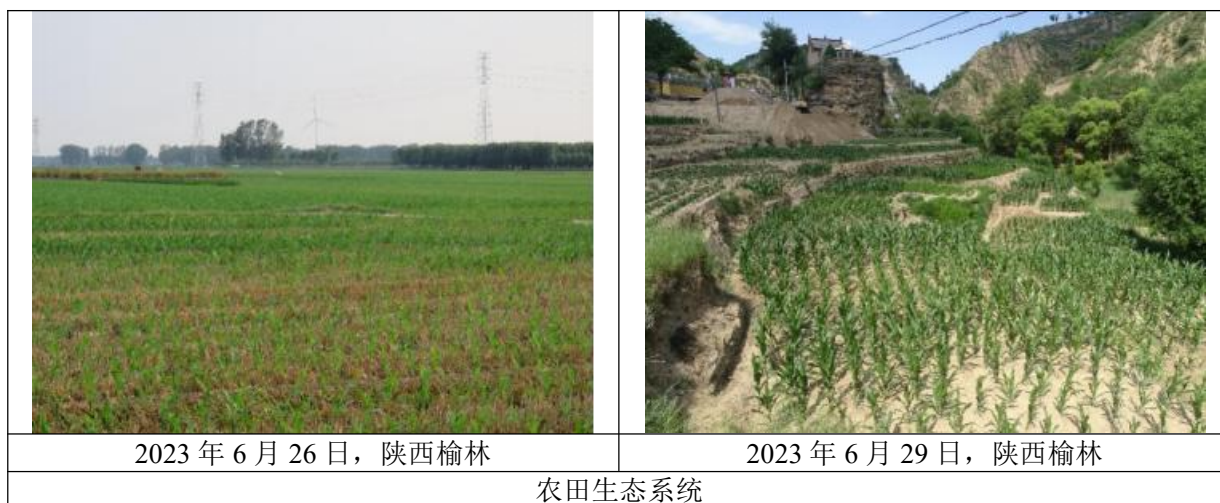 2023 年 6 月 26 日，陕西榆林
2023 年 6 月 29 日，陕西榆林
农田生态系统